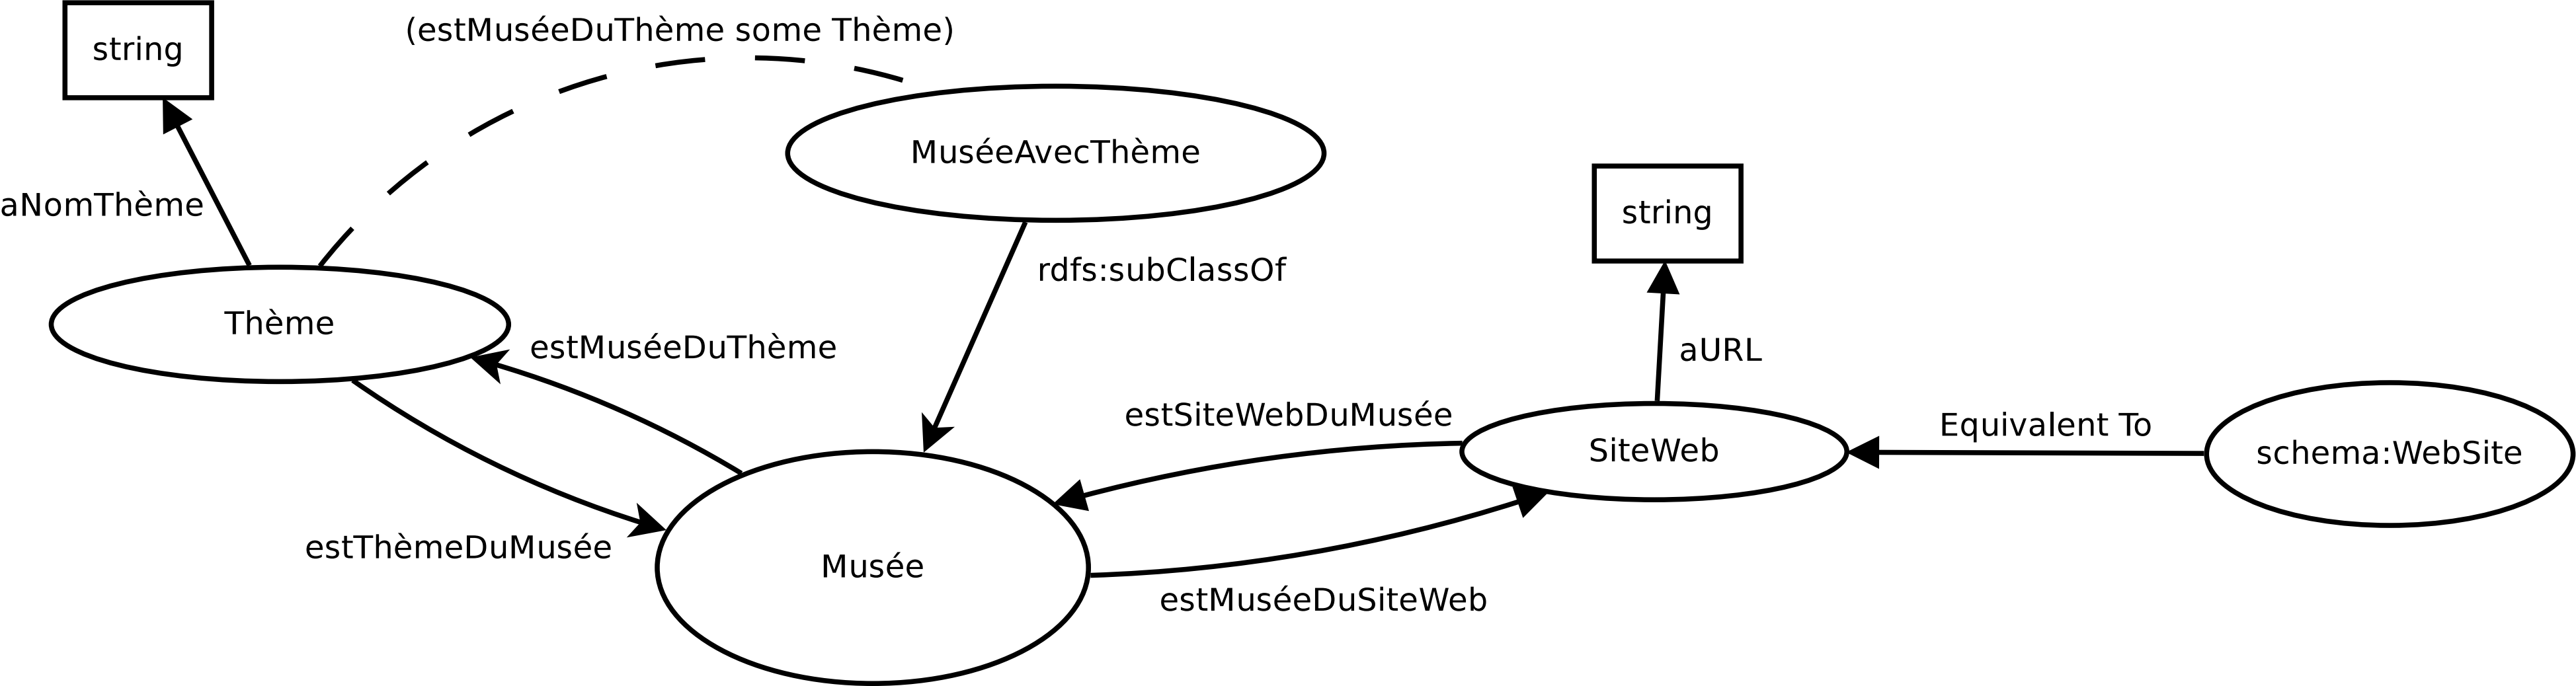 string
(estMuséeDuThème some Thème)
MuséeAvecThème
aNomThème
string
rdfs:subClassOf
Thème
estMuséeDuThème
aURL
estSiteWebDuMusée
Equivalent To
SiteWeb
schema:WebSite
estThèmeDuMusée
Musée
estMuséeDuSiteWeb